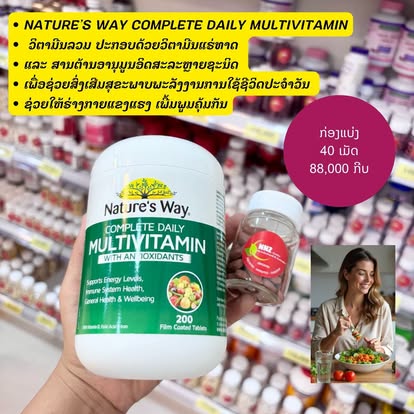 • NATURE'S WAY COMPLETE DAILY MULTIVITAMIN
• ວິຕາມິນລວມ ປະກອບດ້ວຍວິຕາມິນແຮ່ທາດ
• ແລະ ສານຕ້ານອານຸມູນອິດສະລະຫຼາຍຊະນິດ
• ເພື່ອຊ່ວຍສົ່ງເສີມສຸຂະພາບພະລັງງານການໃຊ້ຊີວິດປະຈຳວັນ
• ຊ່ວຍໃຫ້ຮ່າງກາຍແຂງແຮງ ເພີ້ມພູມຄຸ້ມກັນ
ກ່ອງແບ່ງ
40 ເມັດ
88,000 ກີບ
Nature's Way
COMPLETE DAILY
MULTIVITAMIN
WITH ANTIOXIDANTS
Supports Energy Levels,
Immune System Health,
General Health & Wellbeing
200
Film Coated Tablets